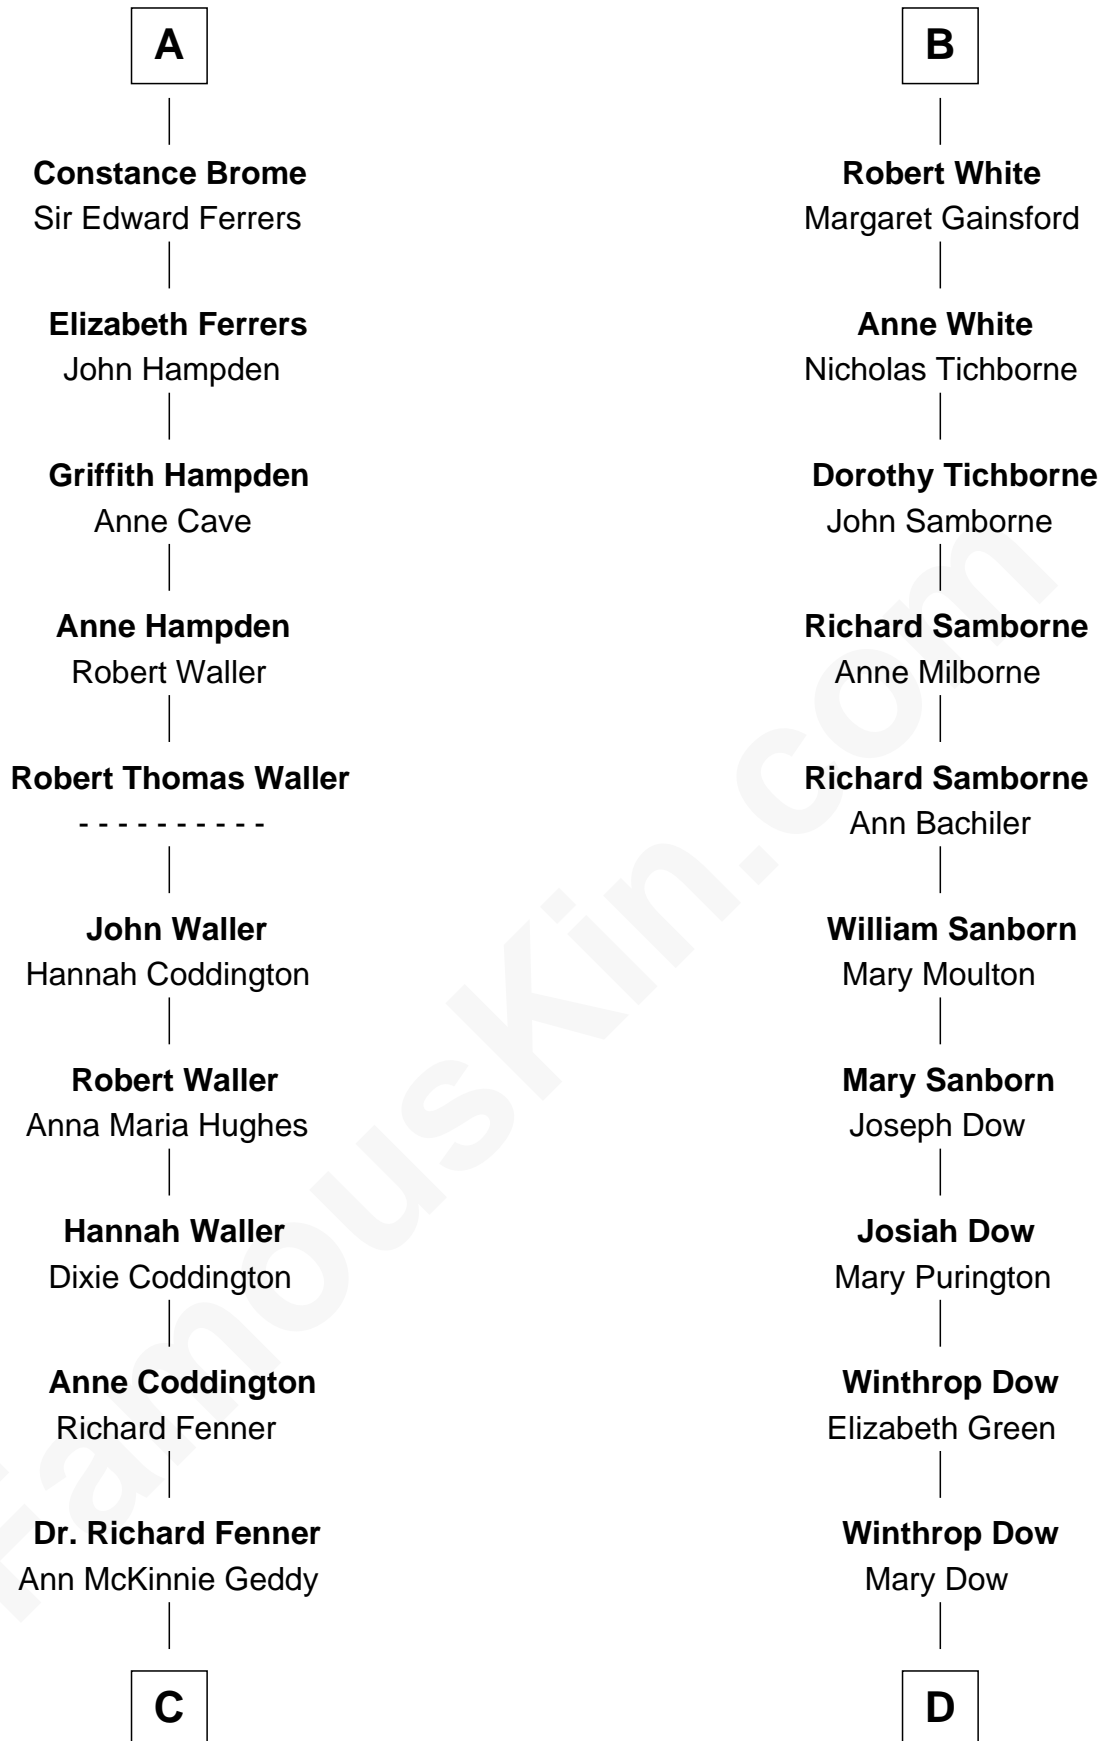 A
Constance Brome
Sir Edward Ferrers
Elizabeth Ferrers
John Hampden
Griffith Hampden
Anne Cave
Anne Hampden
Robert Waller
Robert Thomas Waller
- - - - - - - - - -
John Waller
Hannah Coddington
Robert Waller
Anna Maria Hughes
Hannah Waller
Dixie Coddington
Anne Coddington
Richard Fenner
Dr. Richard Fenner
Ann McKinnie Geddy
C
B
Robert White
Margaret Gainsford
Anne White
Nicholas Tichborne
Dorothy Tichborne
John Samborne
Richard Samborne
Anne Milborne
Richard Samborne
Ann Bachiler
William Sanborn
Mary Moulton
Mary Sanborn
Joseph Dow
Josiah Dow
Mary Purington
Winthrop Dow
Elizabeth Green
Winthrop Dow
Mary Dow
D
FamousKin.com